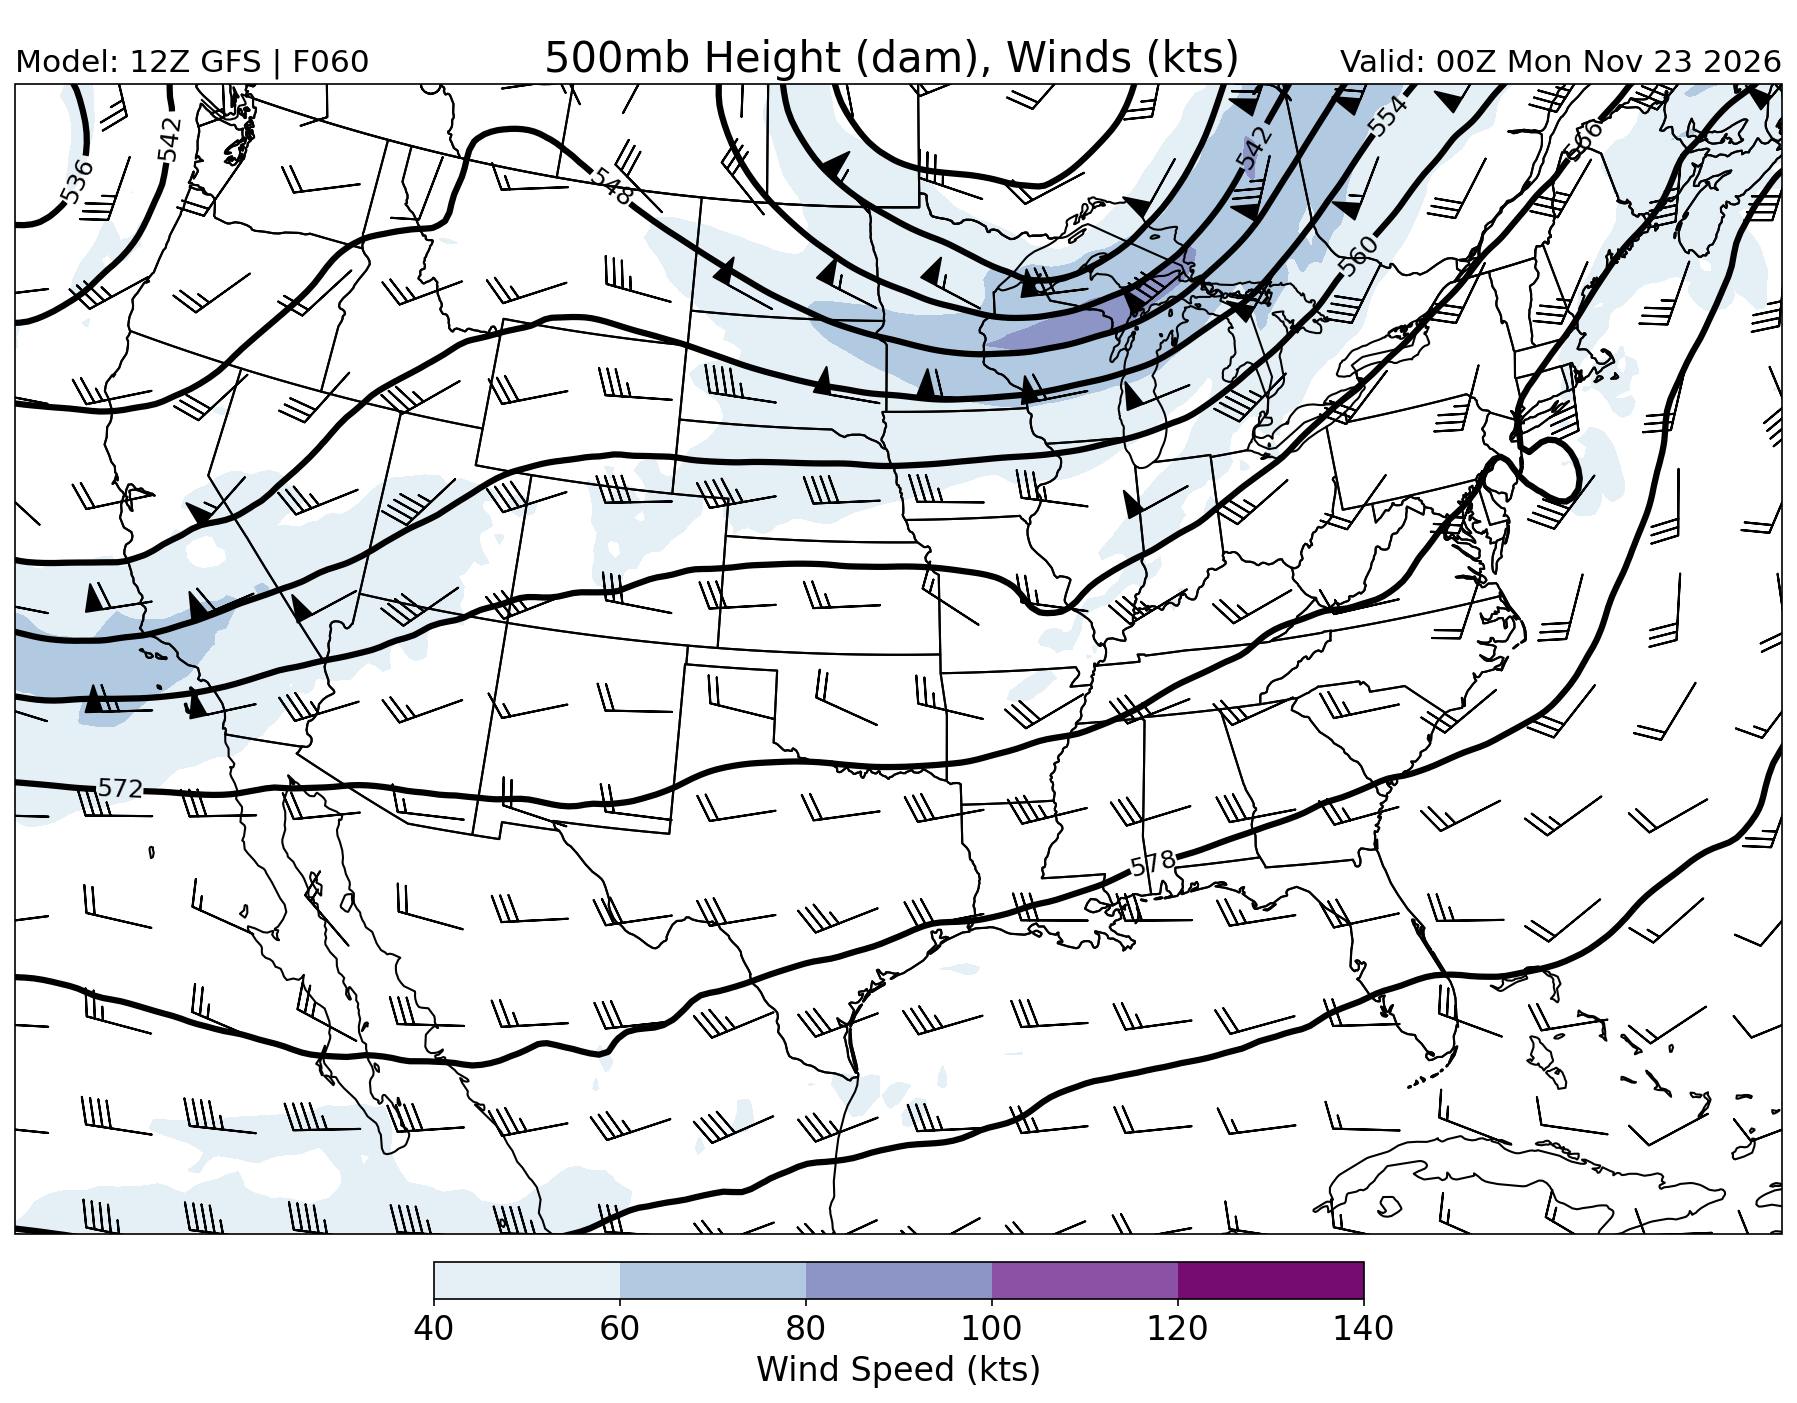 Model: 12Z GFS | F060
500mb Height (dam), Winds (kts)
Valid: 00Z Mon Nov 23 2026
536
542
548
542
554
566
560
572
578
40 60 80 100 120 140
Wind Speed (kts)